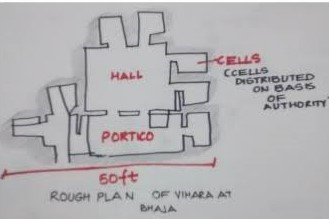 HALL
CELLS
(CELLS
DISTRIBUTED
ON BASIS
OF
AUTHORITY
PORTICO
50ft
ROUGH PLAN OF VIHARA AT
BHAJA